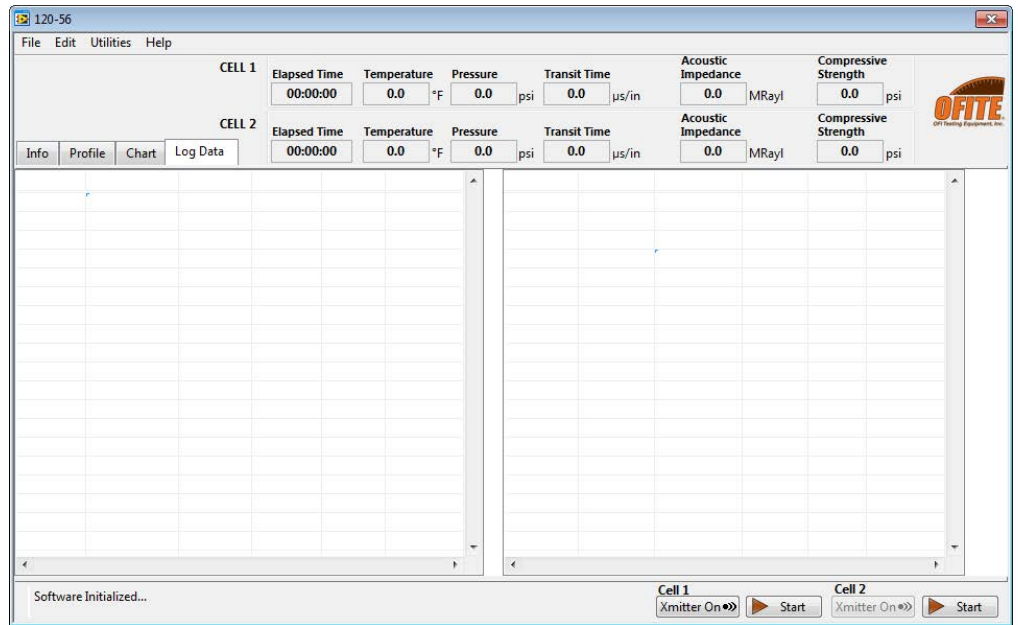 120-56
File Edit Utilities Help
CELL 1
Elapsed Time Temperature Pressure Transit Time Acoustic Impedance Compressive Strength
00:00:00 0.0 °F 0.0 psi 0.0 µs/in 0.0 MRayl 0.0 psi
OFITE
OFI Testing Equipment, Inc.
CELL 2
Elapsed Time Temperature Pressure Transit Time Acoustic Impedance Compressive Strength
00:00:00 0.0 °F 0.0 psi 0.0 µs/in 0.0 MRayl 0.0 psi
Info Profile Chart Log Data
Software Initialized...
Cell 1 Cell 2
Xmitter On Start Xmitter On Start